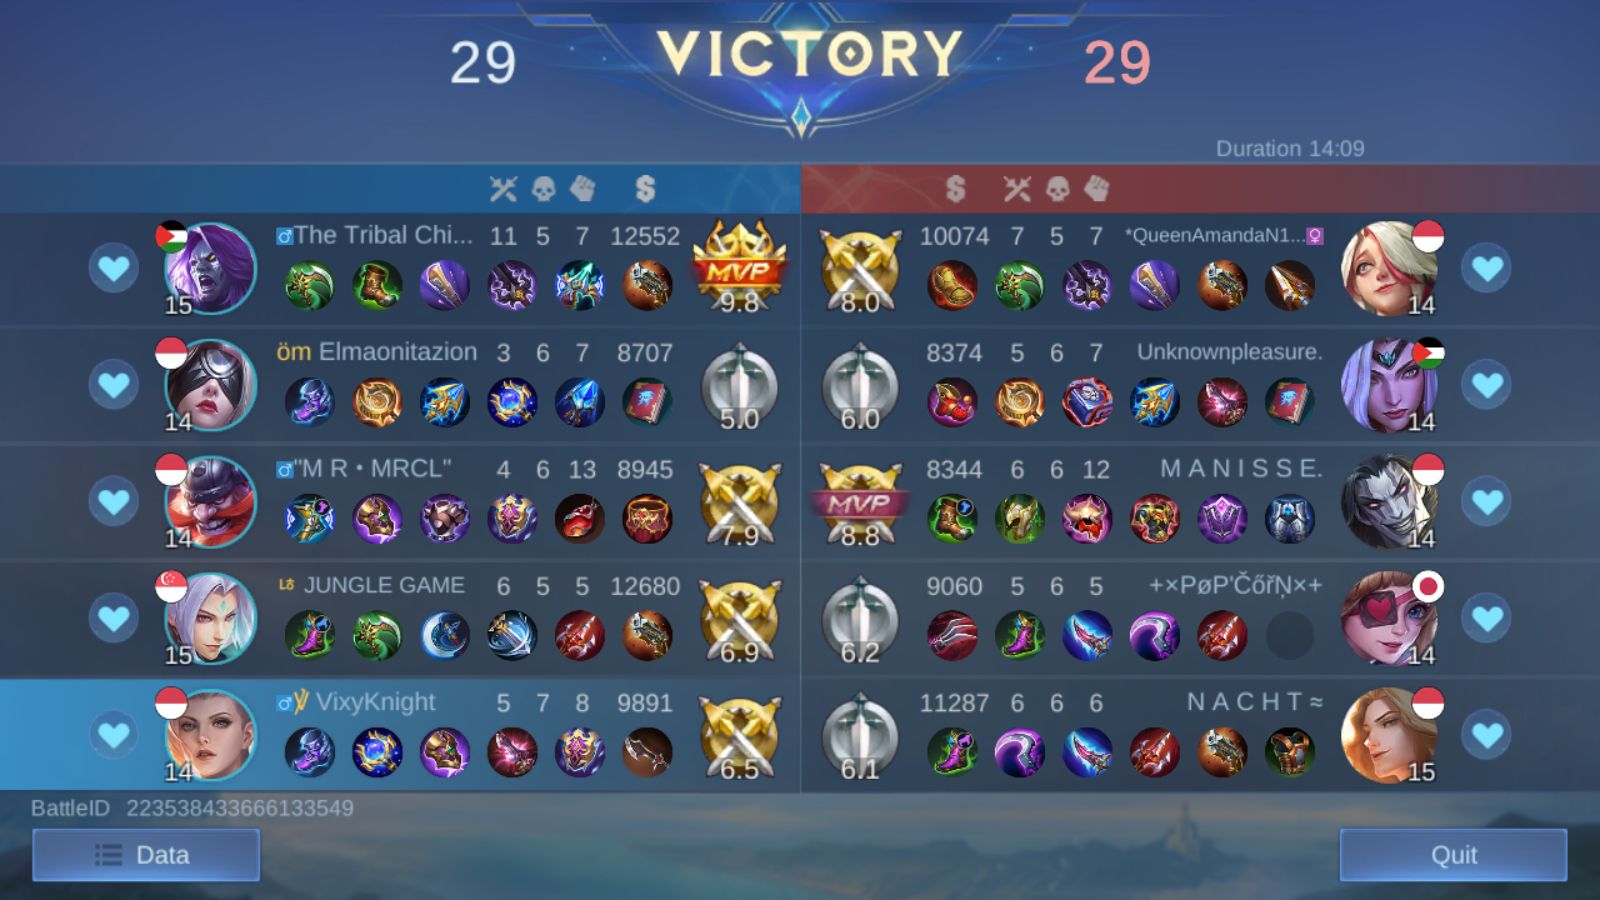 29 VICTORY 29
Duration 14:09
The Tribal Chi... 11 5 7 12552 MVP 9.8 15
8.0 10074 7 5 7 *QueenAmandaN1... 14
öm Elmaonitazion 3 6 7 8707 5.0 14
6.0 8374 5 6 7 Unknownpleasure. 14
"M R • MRCL" 4 6 13 8945 7.9 14
MVP 8.8 8344 6 6 12 M A N I S S E. 14
JUNGLE GAME 6 5 5 12680 6.9 15
6.2 9060 5 6 5 +×PøP'ČőřŅ×+ 14
VixyKnight 5 7 8 9891 6.5 14
6.1 11287 6 6 6 N A C H T ≈ 15
BattleID 223538433666133549
Data
Quit